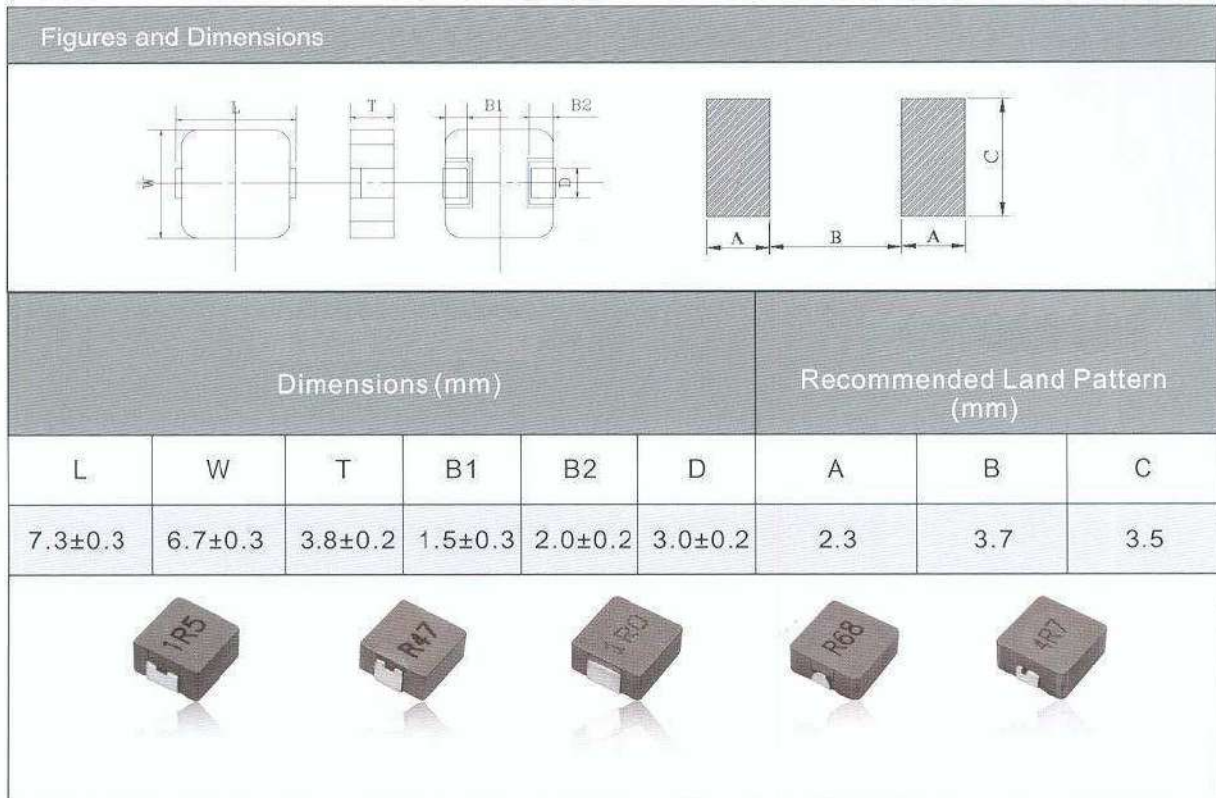 Figures and Dimensions
L
T
B1
B2
W
D
C
A
B
A
Dimensions (mm)
Recommended Land Pattern
(mm)
L W T B1 B2 D A B C
7.3±0.3 6.7±0.3 3.8±0.2 1.5±0.3 2.0±0.2 3.0±0.2 2.3 3.7 3.5
1R5
R47
1R0
R68
4R7